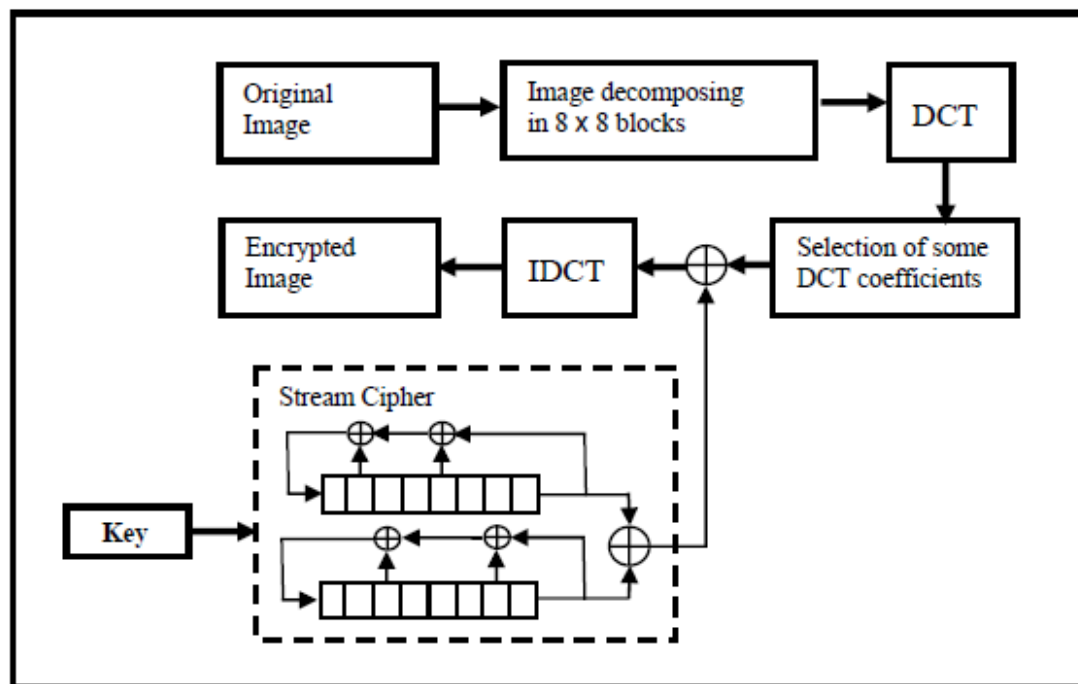 Original
Image
Image decomposing
in 8 x 8 blocks
DCT
Selection of some
DCT coefficients
IDCT
Encrypted
Image
Stream Cipher
Key